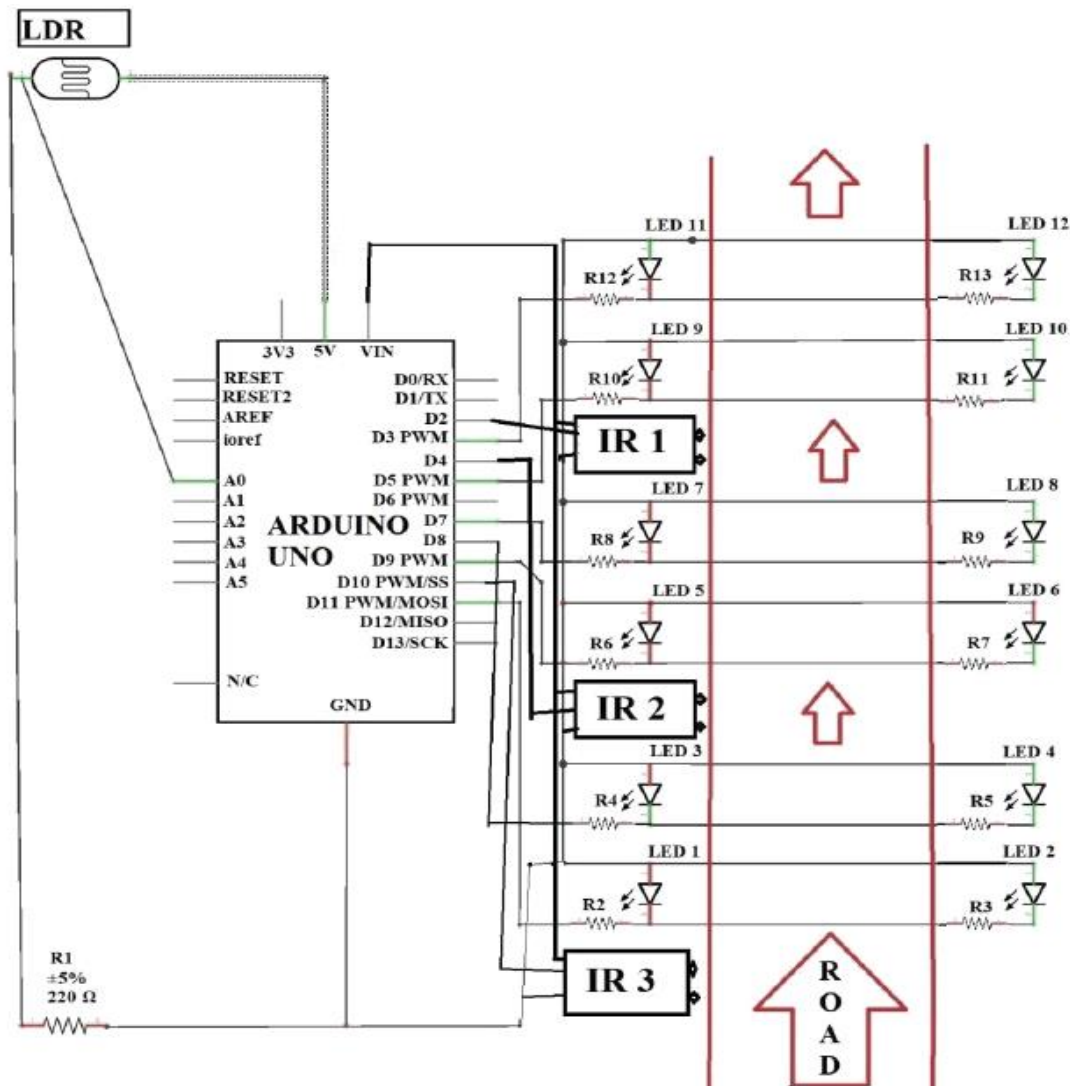 LDR
LED 11
LED 12
R12
R13
LED 9
LED 10
3V3
5V
VIN
R10
R11
RESET
D0/RX
RESET2
D1/TX
AREF
D2
ioref
D3 PWM
IR 1
D4
A0
D5 PWM
A1
D6 PWM
LED 7
LED 8
A2
D7
A3
ARDUINO
D8
R8
R9
A4
UNO
D9 PWM
A5
D10 PWM/SS
LED 5
LED 6
D11 PWM/MOSI
D12/MISO
D13/SCK
R6
R7
N/C
GND
IR 2
LED 3
LED 4
R4
R5
LED 1
LED 2
R2
R3
R1
±5%
220 Ω
IR 3
R
O
A
D